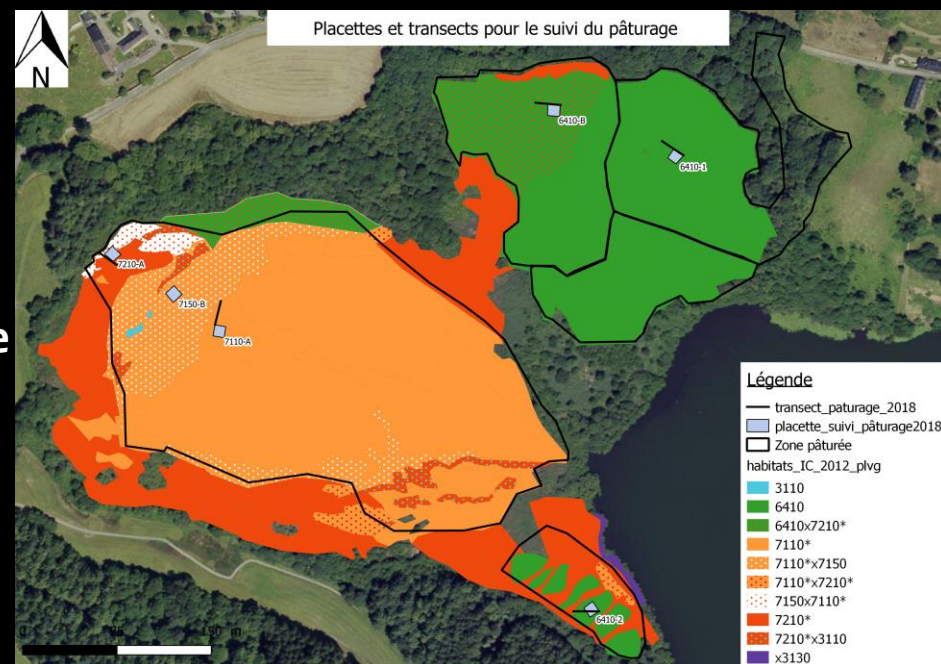 Placettes et transects pour le suivi du pâturage
N
6410-B
6410-1
7210-A
7150-B
7110-A
e
6410-2
Légende
transect_paturage_2018
placette_suivi_pâturage2018
Zone pâturée
habitats_IC_2012_plvg
3110
6410
6410x7210*
7110*
7110*x7150
7110*x7210*
7150x7110*
7210*
7210*x3110
x3130
m